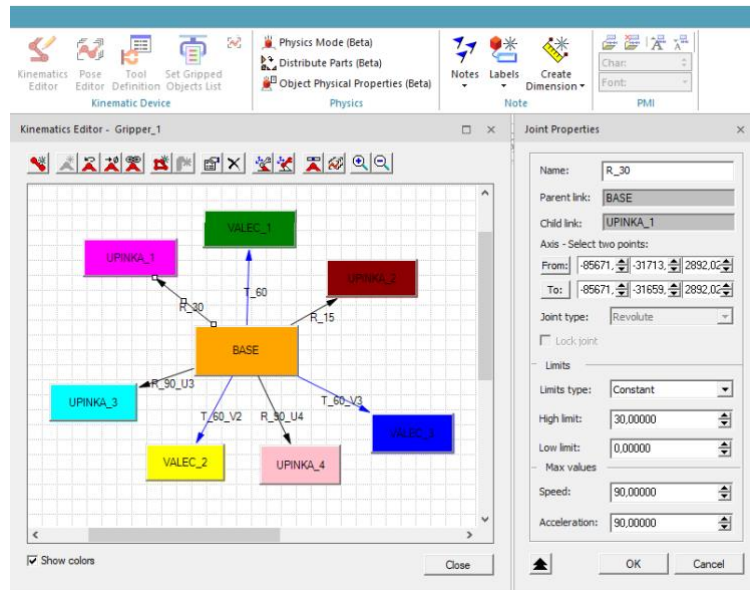 Kinematics Editor
Pose Editor
Tool Definition
Set Gripped Objects List
Kinematic Device
Physics Mode (Beta)
Distribute Parts (Beta)
Object Physical Properties (Beta)
Physics
Notes
Labels
Create Dimension
Note
Char:
Font:
PMI
Kinematics Editor - Gripper_1
VALEC_1
UPINKA_1
UPINKA_2
T_60
R_30
R_15
BASE
R_90_U3
UPINKA_3
T_60_V3
T_60_V2
R_90_U4
VALEC_3
VALEC_2
UPINKA_4
Show colors
Close
Joint Properties
Name: R_30
Parent link: BASE
Child link: UPINKA_1
Axis - Select two points:
From: -85671, -31713, 2892,02
To: -85671, -31659, 2892,02
Joint type: Revolute
Lock joint
Limits
Limits type: Constant
High limit: 30,00000
Low limit: 0,00000
Max values
Speed: 90,00000
Acceleration: 90,00000
OK
Cancel